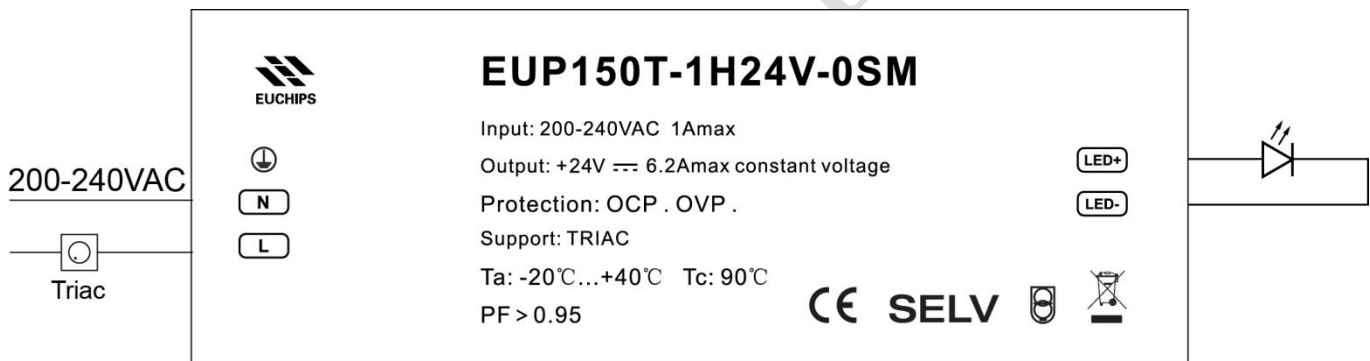 EUP150T-1H24V-0SM
EUCHIPS
Input: 200-240VAC 1Amax
Output: +24V ⎓ 6.2Amax constant voltage
LED+
200-240VAC
N
Protection: OCP . OVP .
LED-
L
Support: TRIAC
Triac
Ta: -20℃...+40℃ Tc: 90℃
PF > 0.95
CE SELV